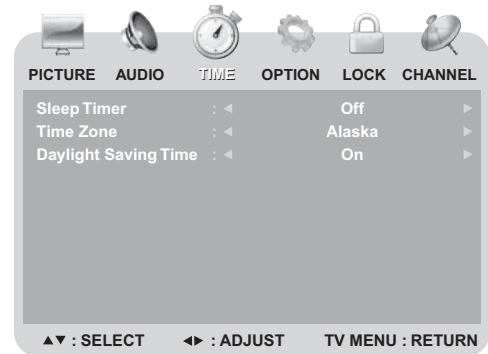 PICTURE AUDIO TIME OPTION LOCK CHANNEL
Sleep Timer : ◀ Off ▶
Time Zone : ◀ Alaska ▶
Daylight Saving Time : ◀ On ▶
▲▼ : SELECT ◀▶ : ADJUST TV MENU : RETURN